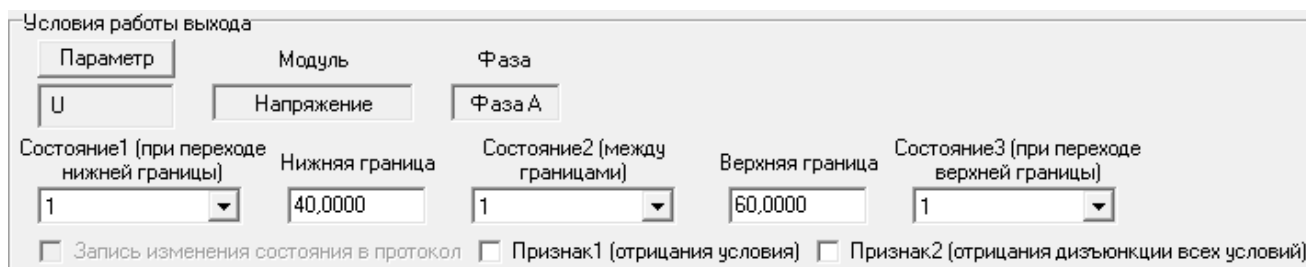 Условия работы выхода
Параметр Модуль Фаза
U Напряжение Фаза А
Состояние1 (при переходе нижней границы) Нижняя граница Состояние2 (между границами) Верхняя граница Состояние3 (при переходе верхней границы)
1 40,0000 1 60,0000 1
Запись изменения состояния в протокол Признак1 (отрицания условия) Признак2 (отрицания дизъюнкции всех условий)